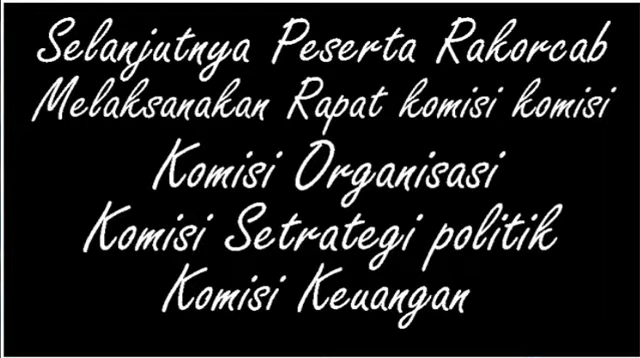 Selanjutnya Peserta Rakorcab
Melaksanakan Rapat komisi komisi
Komisi Organisasi
Komisi Setrategi politik
Komisi Keuangan